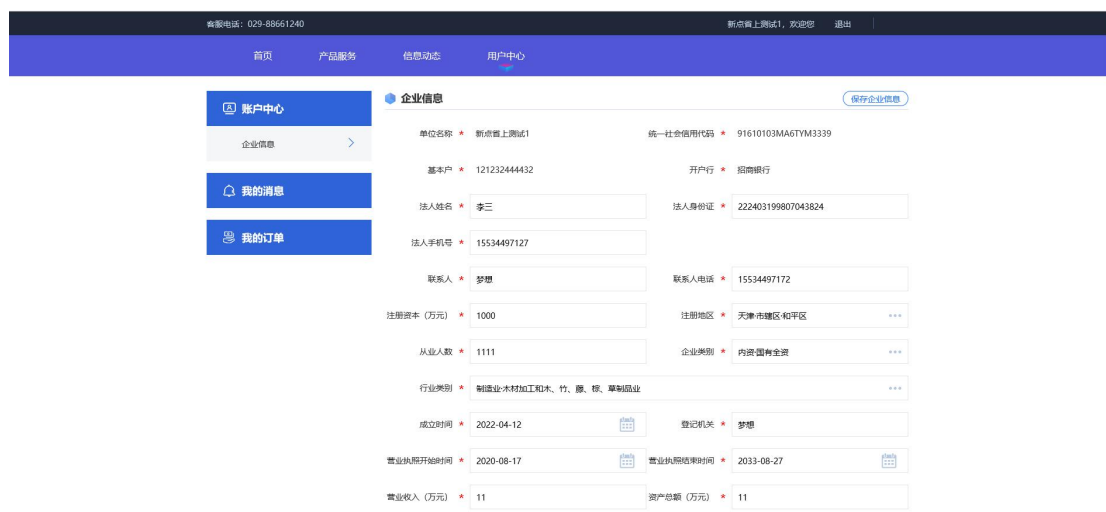 客服电话：029-88661240 新点省上测试1，欢迎您 退出
首页 产品服务 信息动态 用户中心
账户中心
企业信息
我的消息
我的订单
企业信息 保存企业信息
单位名称 * 新点省上测试1 统一社会信用代码 * 91610103MA6TYM3339
基本户 * 121232444432 开户行 * 招商银行
法人姓名 * 李三 法人身份证 * 222403199807043824
法人手机号 * 15534497127
联系人 * 梦想 联系人电话 * 15534497172
注册资本（万元） * 1000 注册地区 * 天津·市辖区·和平区
从业人数 * 1111 企业类别 * 内资·国有全资
行业类别 * 制造业·木材加工和木、竹、藤、棕、草制品业
成立时间 * 2022-04-12 登记机关 * 梦想
营业执照开始时间 * 2020-08-17 营业执照结束时间 * 2033-08-27
营业收入（万元） * 11 资产总额（万元） * 11